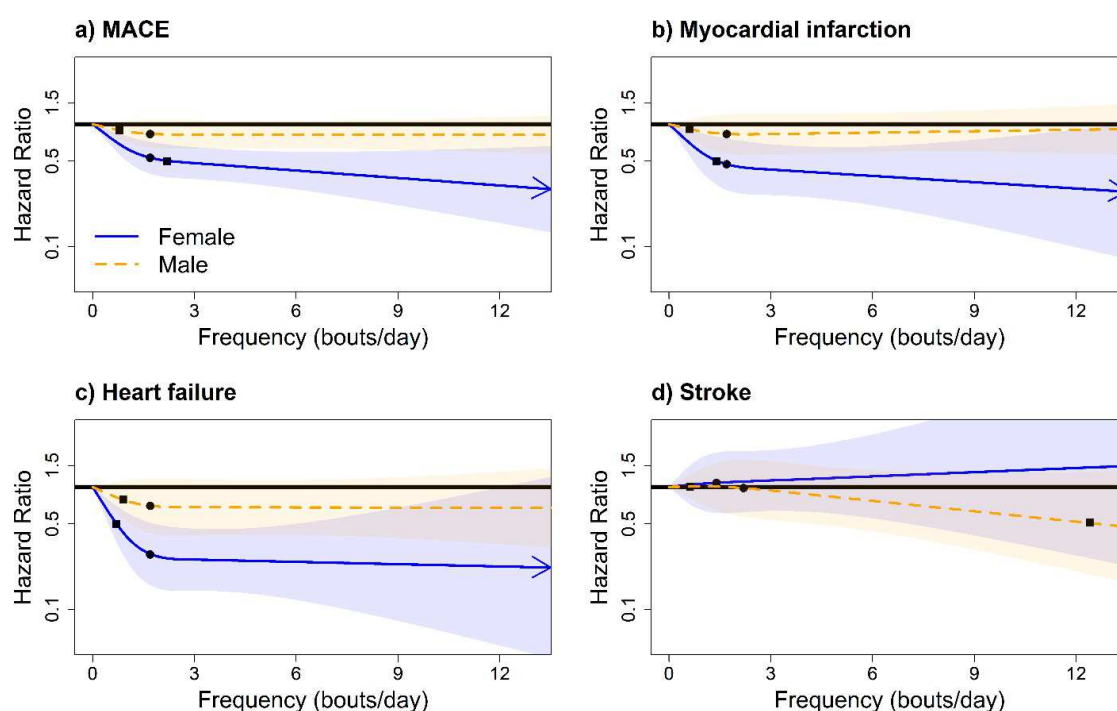 a) MACE
Hazard Ratio
1.5
0.5
0.1
Female
Male
0 3 6 9 12
Frequency (bouts/day)
b) Myocardial infarction
Hazard Ratio
1.5
0.5
0.1
0 3 6 9 12
Frequency (bouts/day)
c) Heart failure
Hazard Ratio
1.5
0.5
0.1
0 3 6 9 12
Frequency (bouts/day)
d) Stroke
Hazard Ratio
1.5
0.5
0.1
0 3 6 9 12
Frequency (bouts/day)